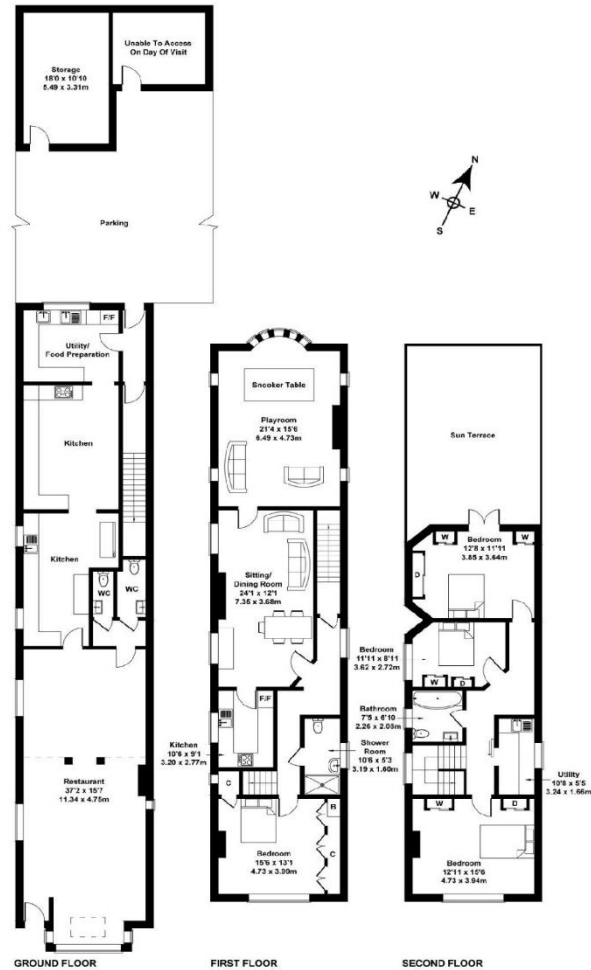 Storage
18'0 x 10'10
5.49 x 3.31m
Unable To Access
On Day Of Visit
Parking
N
W
E
S
F/F
Utility/
Food Preparation
Kitchen
Kitchen
WC
WC
Restaurant
37'2 x 15'7
11.34 x 4.75m
GROUND FLOOR
Snooker Table
Playroom
21'4 x 15'6
6.49 x 4.73m
Sitting/
Dining Room
24'1 x 12'1
7.35 x 3.68m
F/F
Kitchen
10'6 x 9'1
3.20 x 2.77m
Shower
Room
10'6 x 5'3
3.19 x 1.60m
C
B
C
Bedroom
15'6 x 13'1
4.73 x 3.99m
FIRST FLOOR
Sun Terrace
W
W
Bedroom
12'8 x 11'11
3.85 x 3.64m
D
Bedroom
11'11 x 8'11
3.62 x 2.72m
W
D
Bathroom
7'5 x 6'10
2.26 x 2.08m
Utility
10'8 x 5'5
3.24 x 1.66m
W
D
Bedroom
12'11 x 15'6
4.73 x 3.94m
SECOND FLOOR